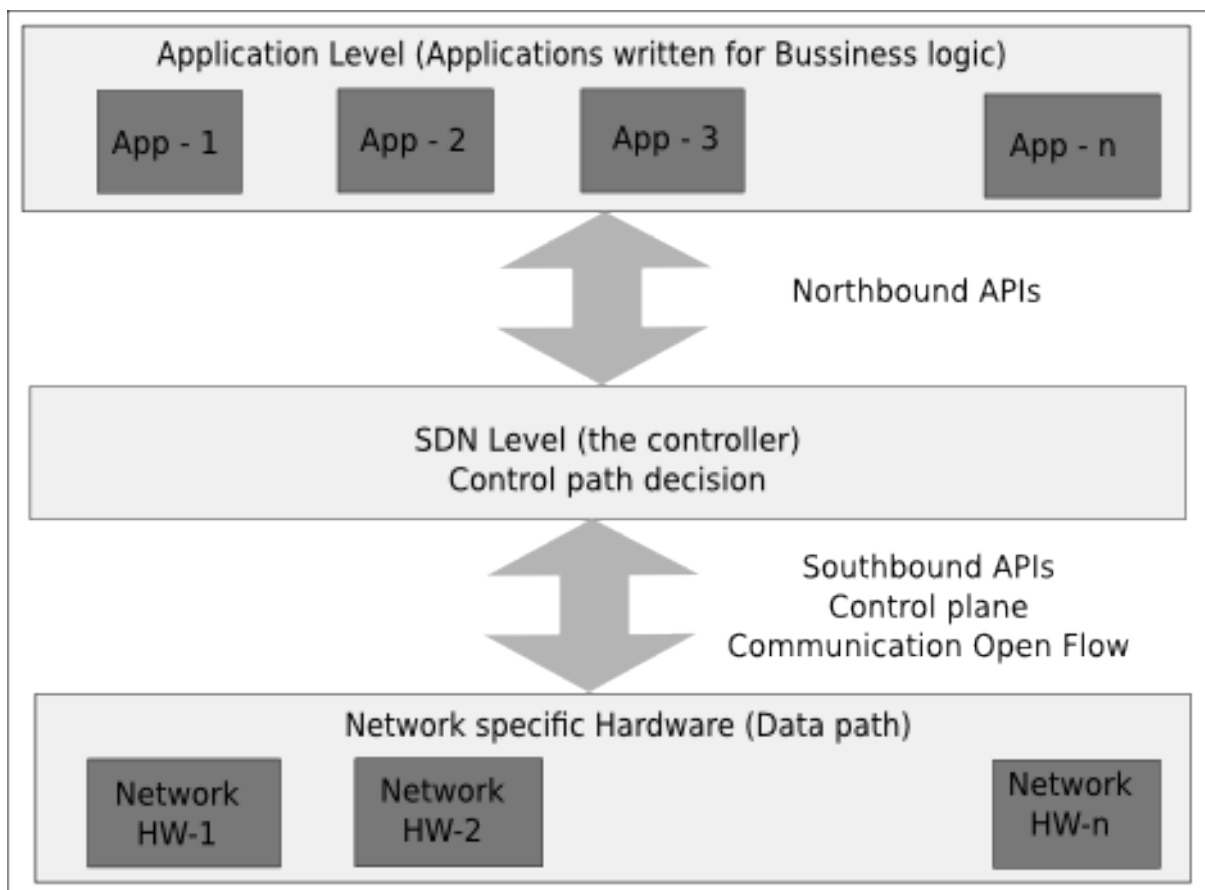 Application Level (Applications written for Bussiness logic)
App - 1
App - 2
App - 3
App - n
Northbound APIs
SDN Level (the controller)
Control path decision
Southbound APIs
Control plane
Communication Open Flow
Network specific Hardware (Data path)
Network
HW-1
Network
HW-2
Network
HW-n